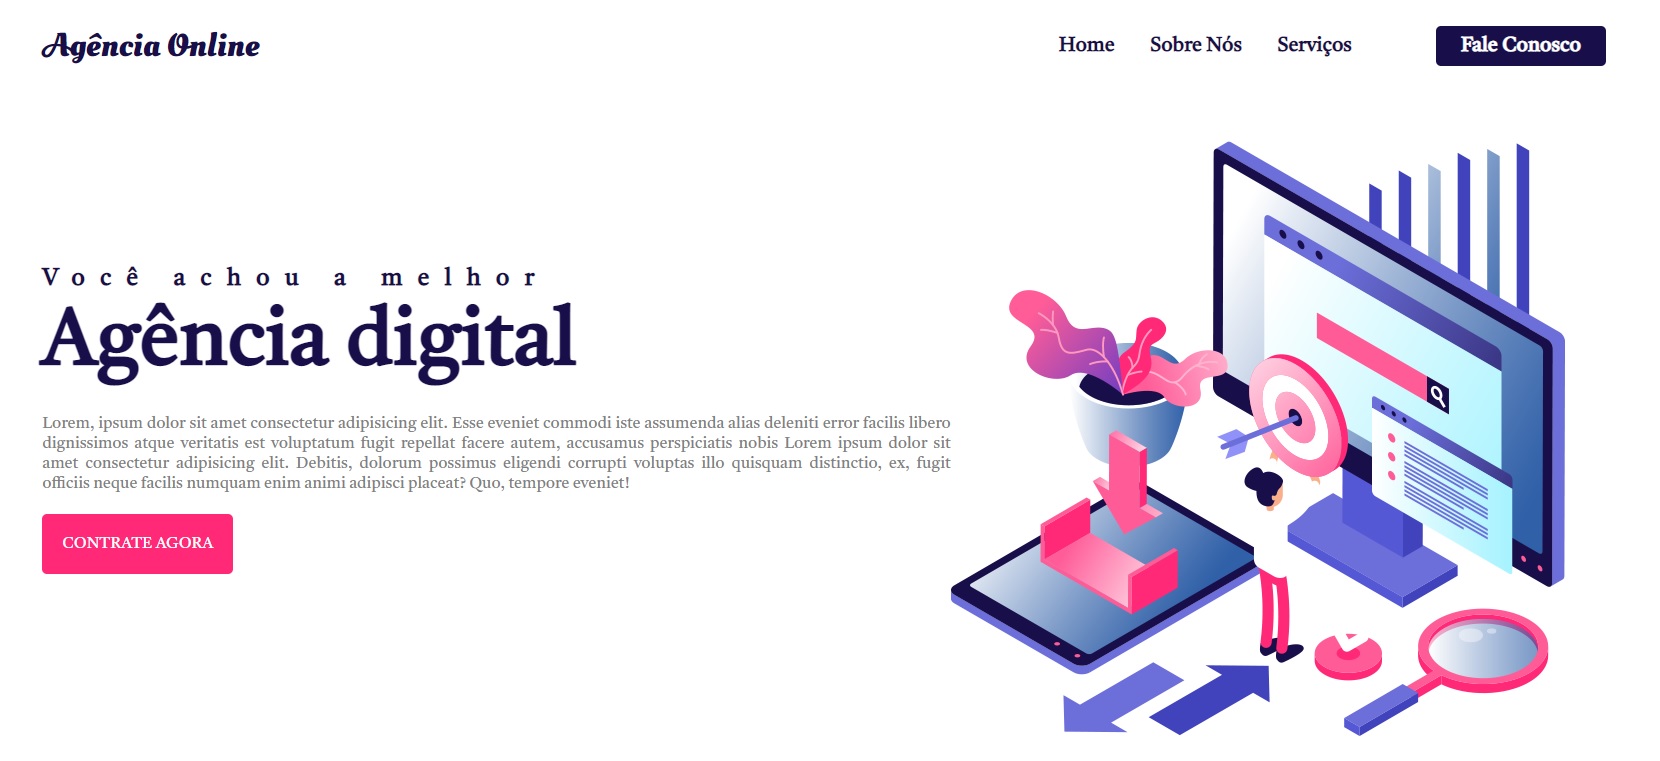 Agência Online
Home Sobre Nós Serviços Fale Conosco
Você achou a melhor
Agência digital
Lorem, ipsum dolor sit amet consectetur adipisicing elit. Esse eveniet commodi iste assumenda alias deleniti error facilis libero
dignissimos atque veritatis est voluptatum fugit repellat facere autem, accusamus perspiciatis nobis Lorem ipsum dolor sit
amet consectetur adipisicing elit. Debitis, dolorum possimus eligendi corrupti voluptas illo quisquam distinctio, ex, fugit
officiis neque facilis numquam enim animi adipisci placeat? Quo, tempore eveniet!
CONTRATE AGORA